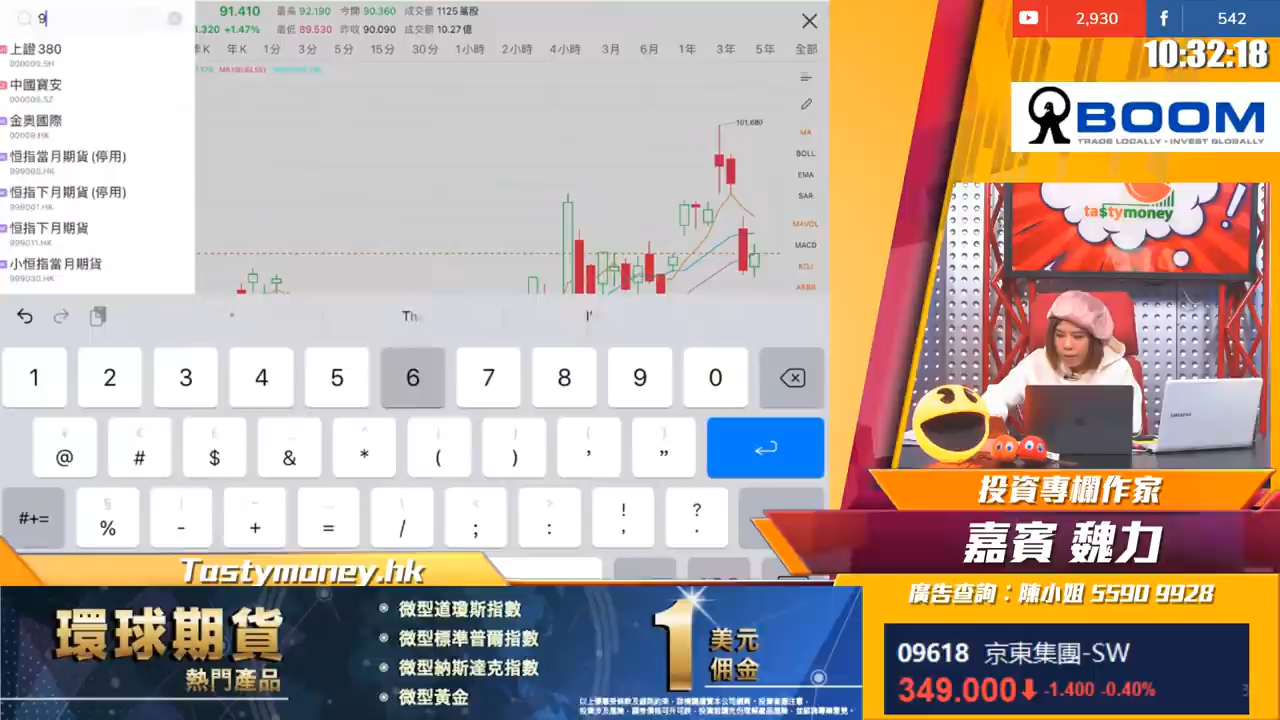 9
91.410
最高 92.190 今開 90.360 成交量 1125萬股
1.320 +1.47% 最低 89.530 昨收 90.090 成交額 10.27億
年K 1分 3分 5分 15分 30分 1小時 2小時 4小時 3月 6月 1年 3年 5年 全部
上證380
中國寶安
金奧國際
00009.HK
恒指當月期貨(停用)
恒指下月期貨(停用)
恒指下月期貨
999011.HK
小恒指當月期貨
101.680
MA
BOLL
EMA
SAR
MAVOL
MACD
KDJ
ARBR
1 2 3 4 5 6 7 8 9 0
@ # $ & * ( ) ' "
#+= % - + = / ; : ! , ? .
2,930
542
10:32:18
BOOM
TRADE LOCALLY · INVEST GLOBALLY
ta$tymoney
SAMSUNG
投資專欄作家
嘉賓 魏力
Tastymoney.hk
廣告查詢：陳小姐 5590 9928
環球期貨
熱門產品
微型道瓊斯指數
微型標準普爾指數
微型納斯達克指數
微型黃金
1 美元
佣金
09618 京東集團-SW
349.000 -1.400 -0.40%